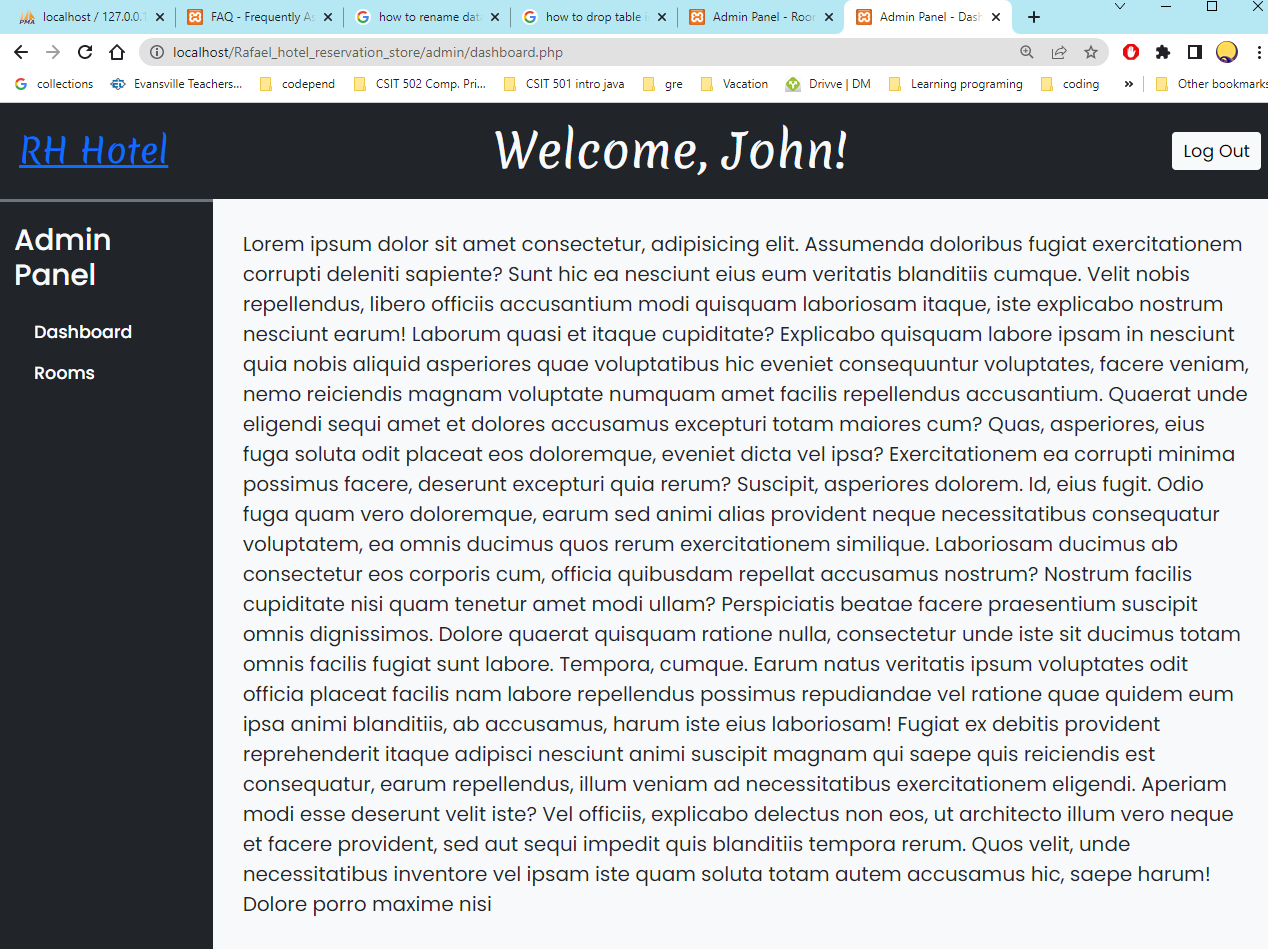 localhost / 127.0.0.1
FAQ - Frequently As
how to rename data
how to drop table i
Admin Panel - Roor
Admin Panel - Dash
localhost/Rafael_hotel_reservation_store/admin/dashboard.php
collections
Evansville Teachers...
codepend
CSIT 502 Comp. Pri...
CSIT 501 intro java
gre
Vacation
Drivve | DM
Learning programing
coding
»
Other bookmarks
RH Hotel
Welcome, John!
Log Out
Admin
Panel
Dashboard
Rooms
Lorem ipsum dolor sit amet consectetur, adipisicing elit. Assumenda doloribus fugiat exercitationem
corrupti deleniti sapiente? Sunt hic ea nesciunt eius eum veritatis blanditiis cumque. Velit nobis
repellendus, libero officiis accusantium modi quisquam laboriosam itaque, iste explicabo nostrum
nesciunt earum! Laborum quasi et itaque cupiditate? Explicabo quisquam labore ipsam in nesciunt
quia nobis aliquid asperiores quae voluptatibus hic eveniet consequuntur voluptates, facere veniam,
nemo reiciendis magnam voluptate numquam amet facilis repellendus accusantium. Quaerat unde
eligendi sequi amet et dolores accusamus excepturi totam maiores cum? Quas, asperiores, eius
fuga soluta odit placeat eos doloremque, eveniet dicta vel ipsa? Exercitationem ea corrupti minima
possimus facere, deserunt excepturi quia rerum? Suscipit, asperiores dolorem. Id, eius fugit. Odio
fuga quam vero doloremque, earum sed animi alias provident neque necessitatibus consequatur
voluptatem, ea omnis ducimus quos rerum exercitationem similique. Laboriosam ducimus ab
consectetur eos corporis cum, officia quibusdam repellat accusamus nostrum? Nostrum facilis
cupiditate nisi quam tenetur amet modi ullam? Perspiciatis beatae facere praesentium suscipit
omnis dignissimos. Dolore quaerat quisquam ratione nulla, consectetur unde iste sit ducimus totam
omnis facilis fugiat sunt labore. Tempora, cumque. Earum natus veritatis ipsum voluptates odit
officia placeat facilis nam labore repellendus possimus repudiandae vel ratione quae quidem eum
ipsa animi blanditiis, ab accusamus, harum iste eius laboriosam! Fugiat ex debitis provident
reprehenderit itaque adipisci nesciunt animi suscipit magnam qui saepe quis reiciendis est
consequatur, earum repellendus, illum veniam ad necessitatibus exercitationem eligendi. Aperiam
modi esse deserunt velit iste? Vel officiis, explicabo delectus non eos, ut architecto illum vero neque
et facere provident, sed aut sequi impedit quis blanditiis tempora rerum. Quos velit, unde
necessitatibus inventore vel ipsam iste quam soluta totam autem accusamus hic, saepe harum!
Dolore porro maxime nisi